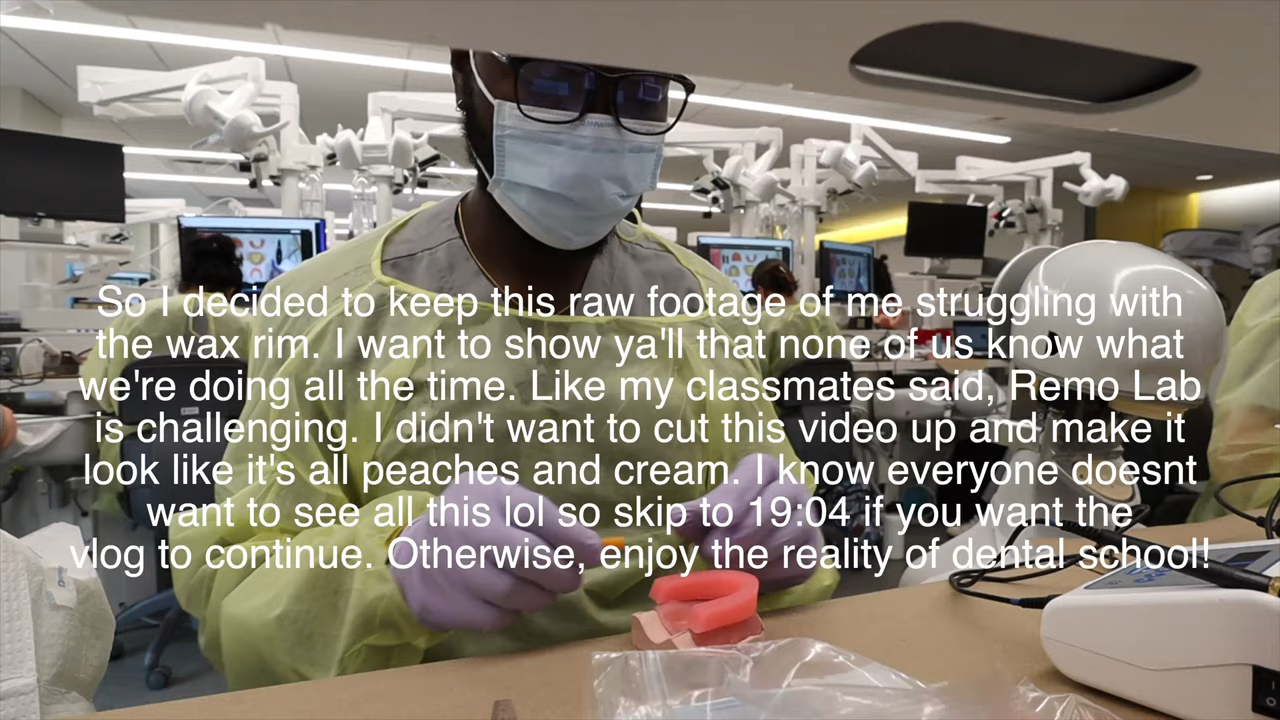 So I decided to keep this raw footage of me struggling with
the wax rim. I want to show ya'll that none of us know what
we're doing all the time. Like my classmates said, Remo Lab
is challenging. I didn't want to cut this video up and make it
look like it's all peaches and cream. I know everyone doesnt
want to see all this lol so skip to 19:04 if you want the
vlog to continue. Otherwise, enjoy the reality of dental school!